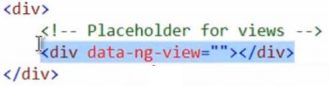 <div>
<!-- Placeholder for views -->
<div data-ng-view=""></div>
</div>